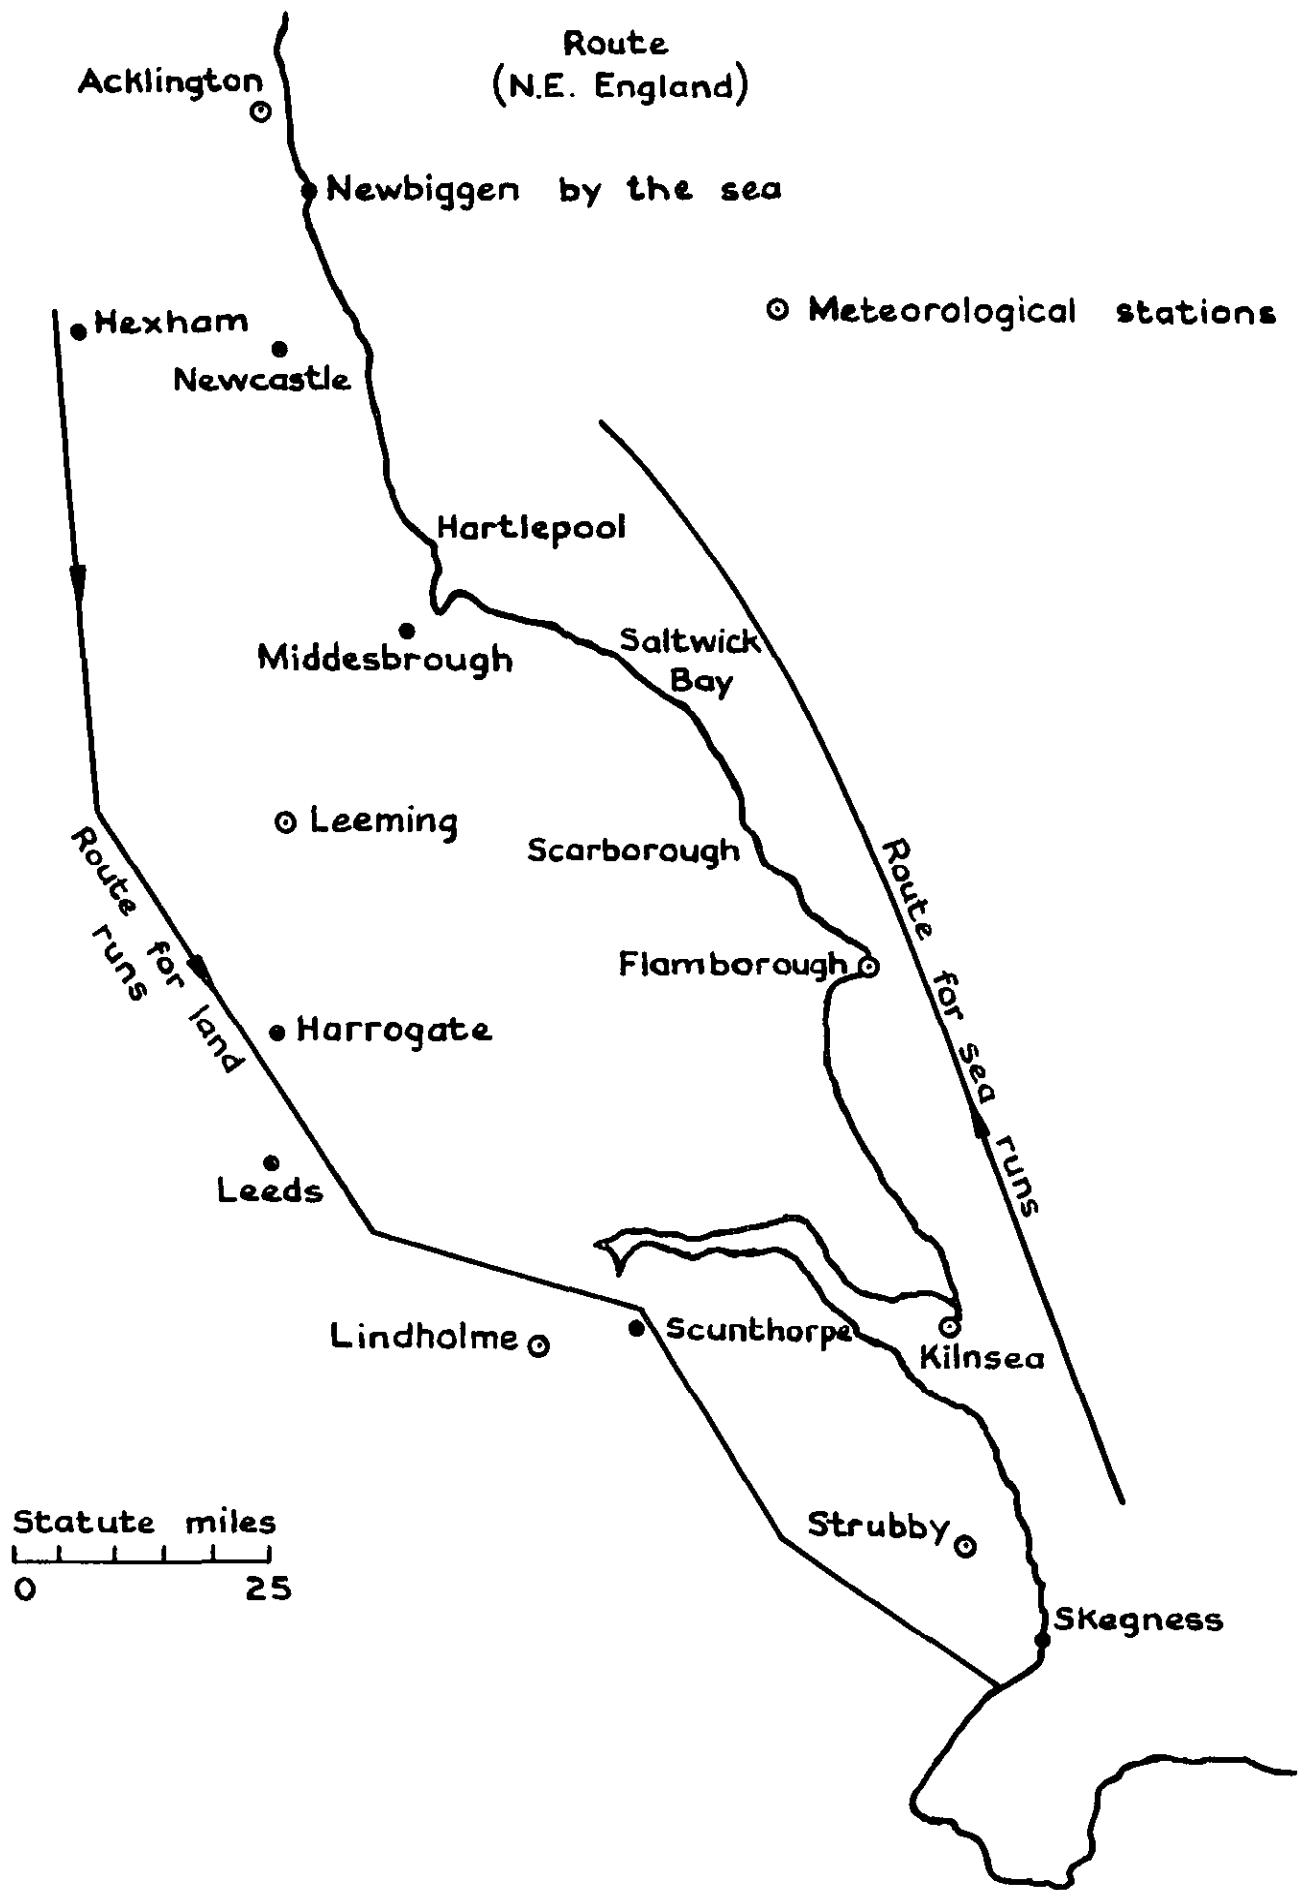 Route
(N.E. England)
Acklington
Newbiggen by the sea
Meteorological stations
Hexham
Newcastle
Hartlepool
Saltwick
Bay
Middesbrough
Leeming
Scarborough
Route for land
runs
Route for sea runs
Flamborough
Harrogate
Leeds
Lindholme
Scunthorpe
Kilnsea
Statute miles
0 25
Strubby
Skegness